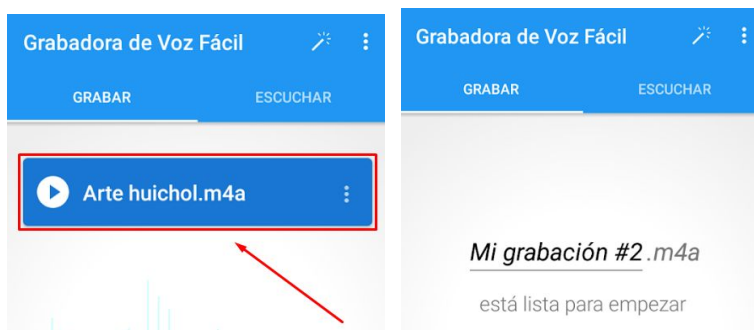 Grabadora de Voz Fácil
GRABAR ESCUCHAR
Arte huichol.m4a
Grabadora de Voz Fácil
GRABAR ESCUCHAR
Mi grabación #2.m4a
está lista para empezar